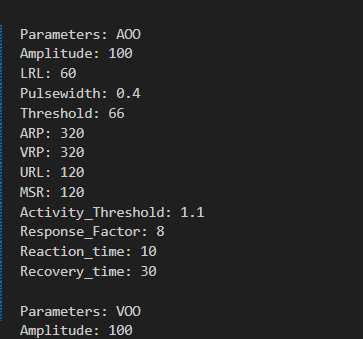 Parameters: AOO
Amplitude: 100
LRL: 60
Pulsewidth: 0.4
Threshold: 66
ARP: 320
VRP: 320
URL: 120
MSR: 120
Activity_Threshold: 1.1
Response_Factor: 8
Reaction_time: 10
Recovery_time: 30
Parameters: VOO
Amplitude: 100